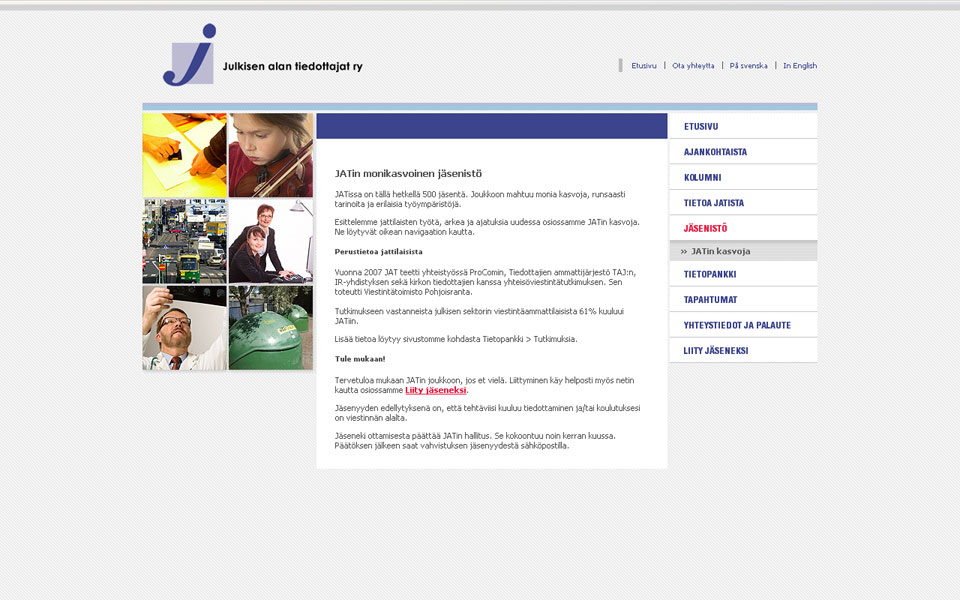 Julkisen alan tiedottajat ry
Etusivu | Ota yhteyttä | På svenska | In English
JATin monikasvoinen jäsenistö
JATissa on tällä hetkellä 500 jäsentä. Joukkoon mahtuu monia kasvoja, runsaasti
tarinoita ja erilaisia työympäristöjä.
Esittelemme jattilaisten työtä, arkea ja ajatuksia uudessa osiossamme JATin kasvoja.
Ne löytyvät oikean navigaation kautta.
Perustietoa jattilaisista
Vuonna 2007 JAT teetti yhteistyössä ProComin, Tiedottajien ammattijärjestö TAJ:n,
IR-yhdistyksen sekä kirkon tiedottajien kanssa yhteisöviestintätutkimuksen. Sen
toteutti Viestintätoimisto Pohjoisranta.
Tutkimukseen vastanneista julkisen sektorin viestintäammattilaisista 61% kuuluui
JATiin.
Lisää tietoa löytyy sivustomme kohdasta Tietopankki > Tutkimuksia.
Tule mukaan!
Tervetuloa mukaan JATin joukkoon, jos et vielä. Liittyminen käy helposti myös netin
kautta osiossamme Liity jäseneksi.
Jäsenyyden edellytyksenä on, että tehtäviisi kuuluu tiedottaminen ja/tai koulutuksesi
on viestinnän alalta.
Jäseneki ottamisesta päättää JATin hallitus. Se kokoontuu noin kerran kuussa.
Päätöksen jälkeen saat vahvistuksen jäsenyydestä sähköpostilla.
ETUSIVU
AJANKOHTAISTA
KOLUMNI
TIETOA JATISTA
JÄSENISTÖ
» JATin kasvoja
TIETOPANKKI
TAPAHTUMAT
YHTEYSTIEDOT JA PALAUTE
LIITY JÄSENEKSI